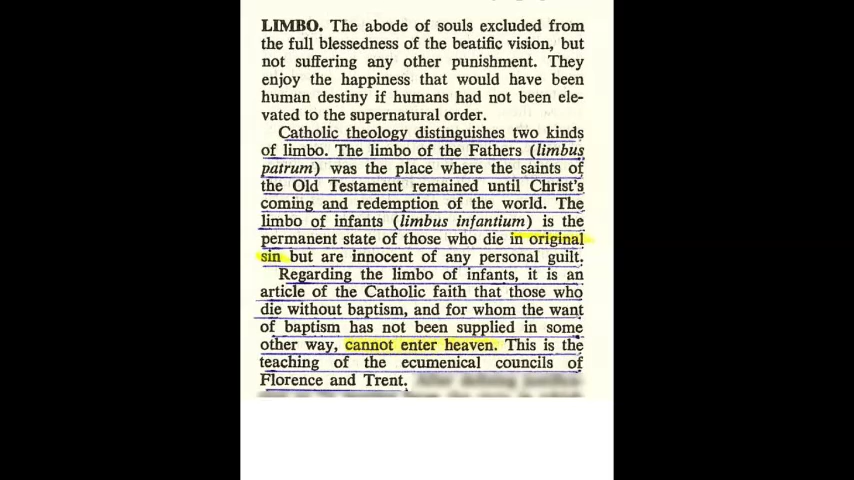 LIMBO. The abode of souls excluded from
the full blessedness of the beatific vision, but
not suffering any other punishment. They
enjoy the happiness that would have been
human destiny if humans had not been ele-
vated to the supernatural order.
Catholic theology distinguishes two kinds
of limbo. The limbo of the Fathers (limbus
patrum) was the place where the saints of
the Old Testament remained until Christ's
coming and redemption of the world. The
limbo of infants (limbus infantium) is the
permanent state of those who die in original
sin but are innocent of any personal guilt.
Regarding the limbo of infants, it is an
article of the Catholic faith that those who
die without baptism, and for whom the want
of baptism has not been supplied in some
other way, cannot enter heaven. This is the
teaching of the ecumenical councils of
Florence and Trent.